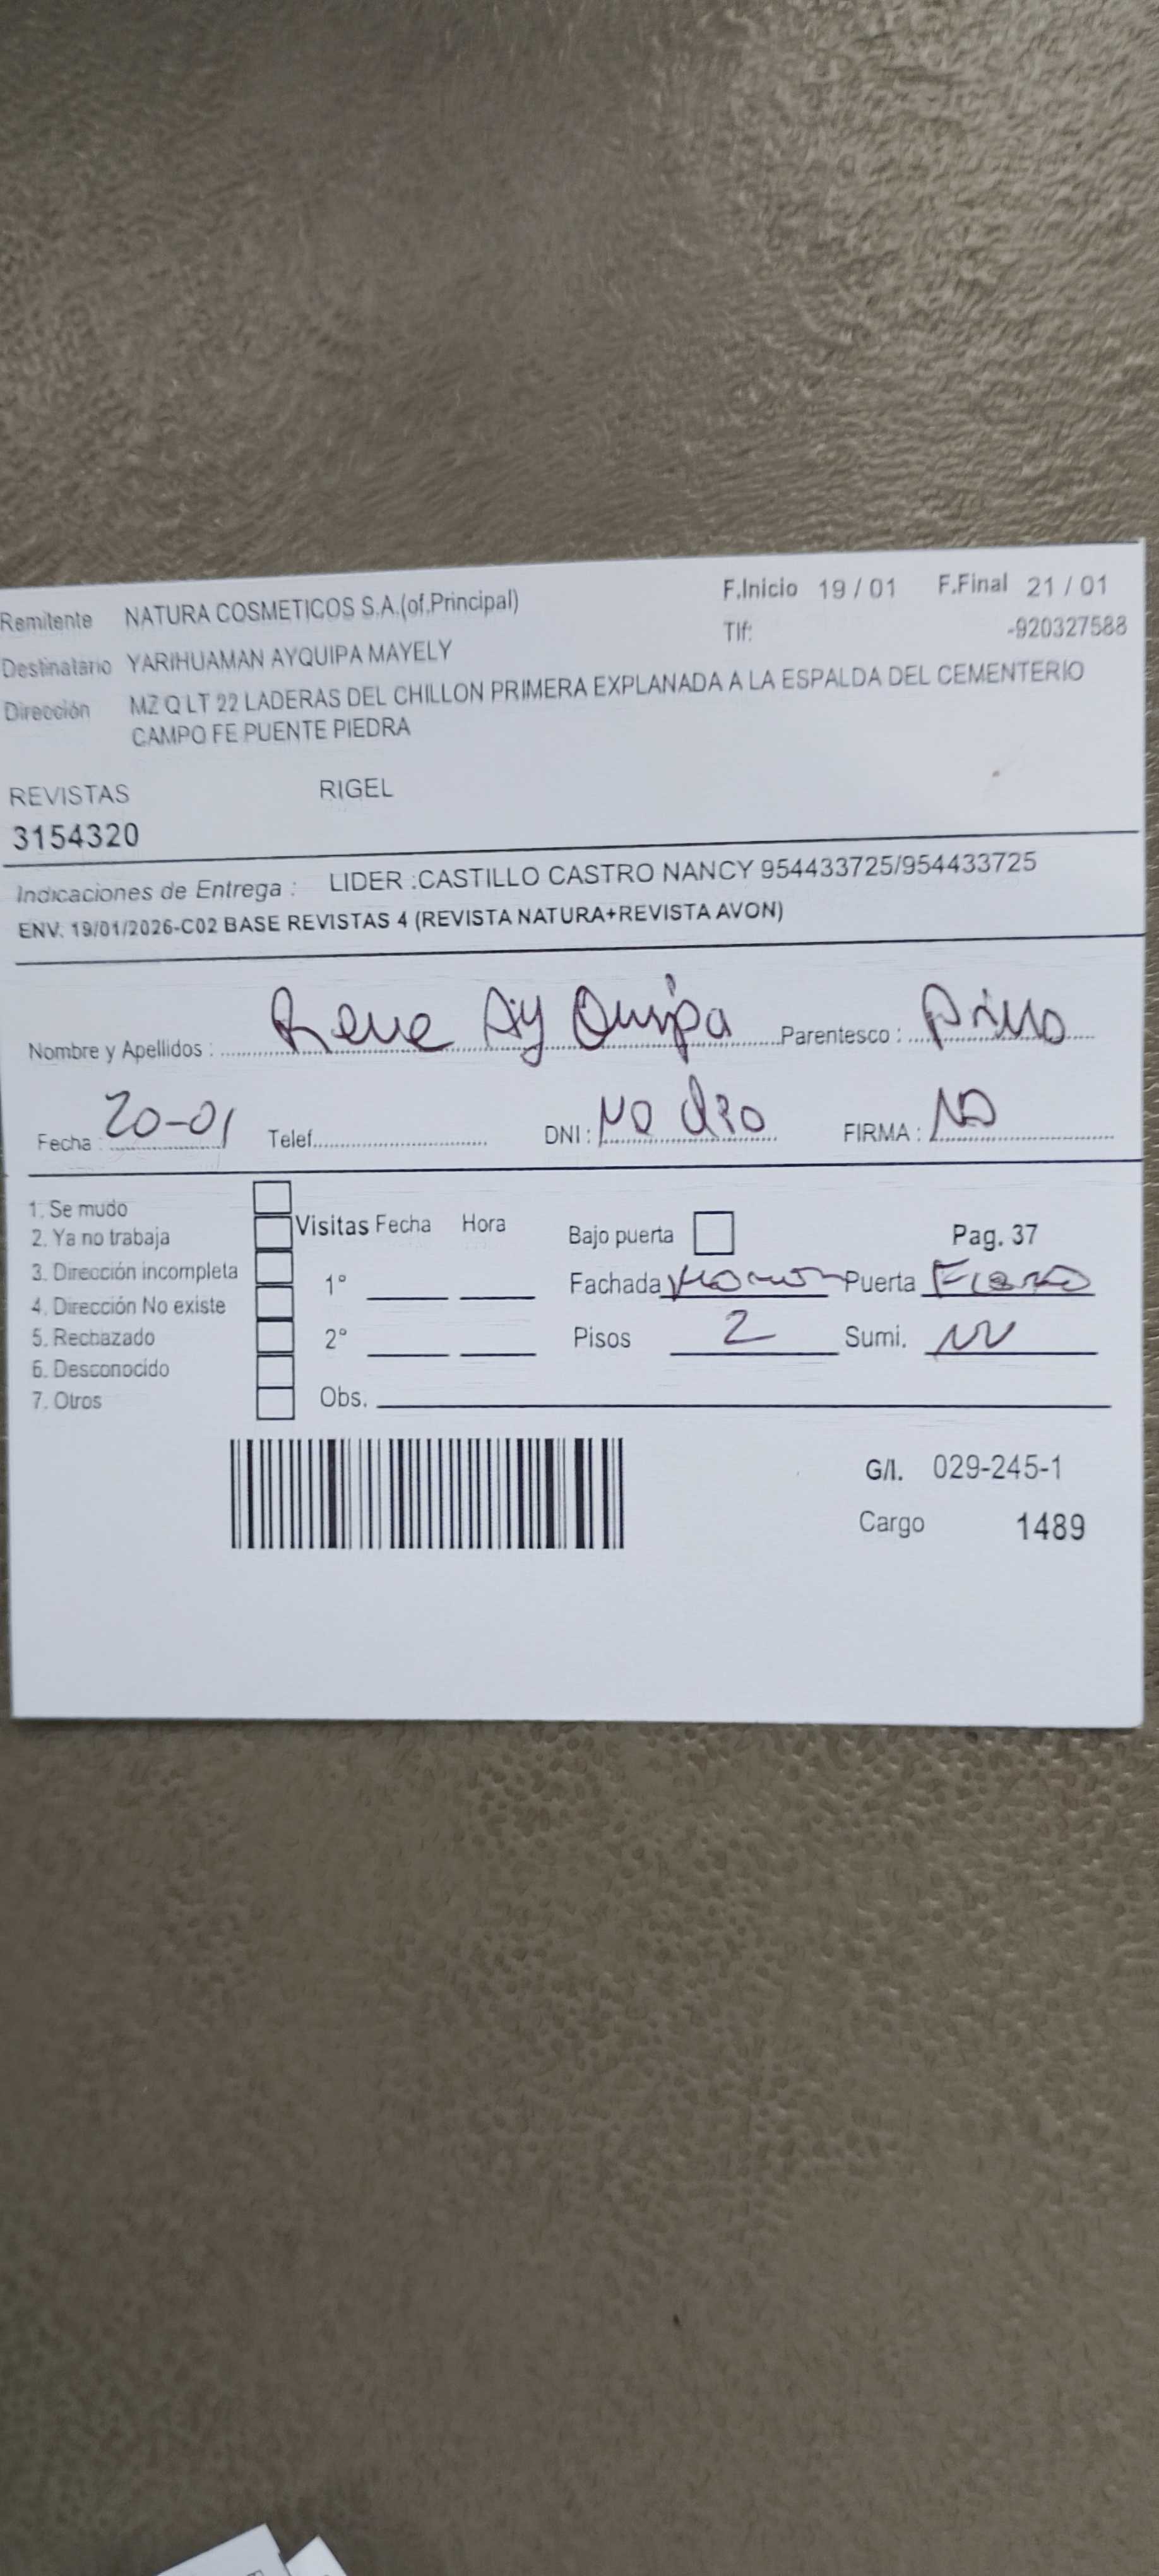 Remitente NATURA COSMETICOS S.A.(of.Principal) F.Inicio 19 / 01 F.Final 21 / 01
Tlf: -920327588
Destinatario YARIHUAMAN AYQUIPA MAYELY
Dirección MZ Q LT 22 LADERAS DEL CHILLON PRIMERA EXPLANADA A LA ESPALDA DEL CEMENTERIO
CAMPO FE PUENTE PIEDRA
REVISTAS RIGEL
3154320
Indicaciones de Entrega : LIDER :CASTILLO CASTRO NANCY 954433725/954433725
ENV. 19/01/2026-C02 BASE REVISTAS 4 (REVISTA NATURA+REVISTA AVON)
Nombre y Apellidos : Rene Ay Quipa Parentesco : Primo
Fecha : 20-01 Telef. DNI : No dio FIRMA : NO
1. Se mudo
2. Ya no trabaja
3. Dirección incompleta
4. Dirección No existe
5. Rechazado
6. Desconocido
7. Otros
Visitas Fecha Hora
1°
2°
Obs.
Bajo puerta Pag. 37
Fachada Puerta Fierro
Pisos 2 Sumi.
G/I. 029-245-1
Cargo 1489